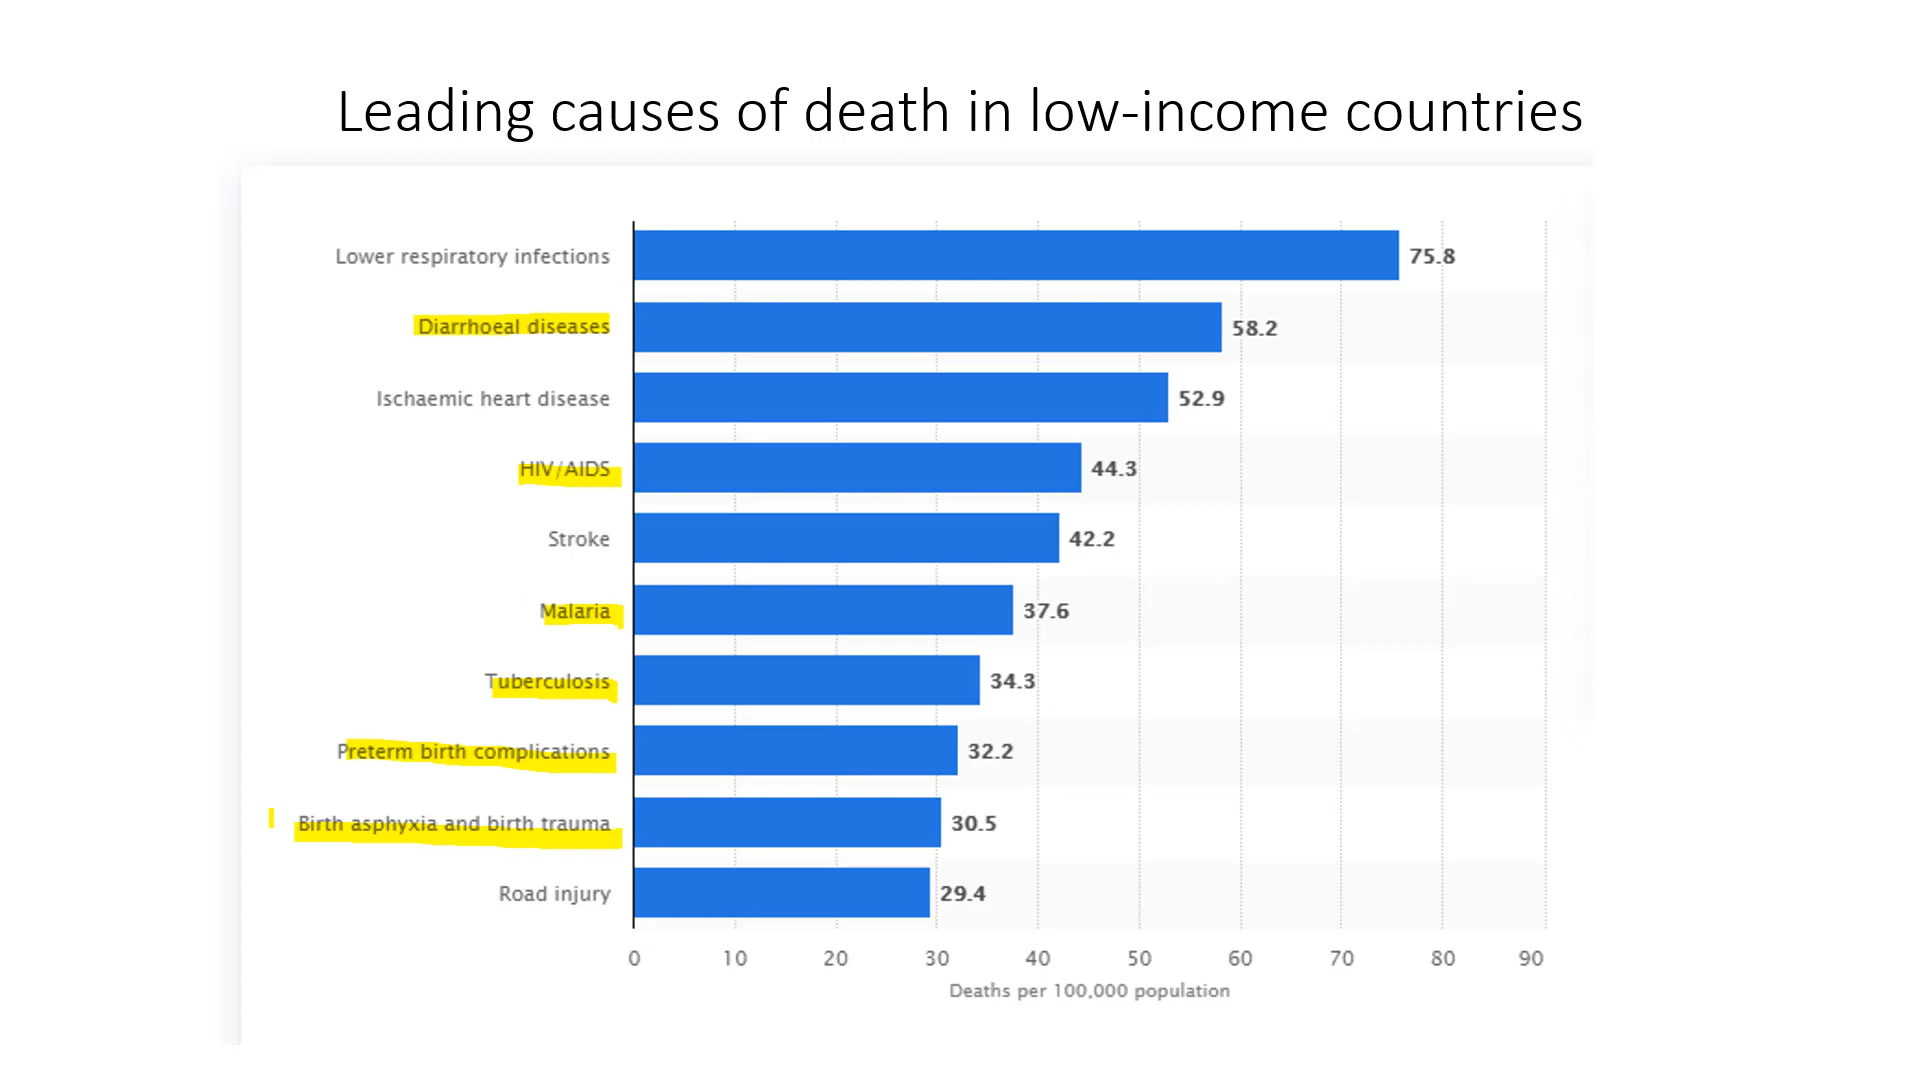 Leading causes of death in low-income countries
Lower respiratory infections 75.8
Diarrhoeal diseases 58.2
Ischaemic heart disease 52.9
HIV/AIDS 44.3
Stroke 42.2
Malaria 37.6
Tuberculosis 34.3
Preterm birth complications 32.2
Birth asphyxia and birth trauma 30.5
Road injury 29.4
0 10 20 30 40 50 60 70 80 90
Deaths per 100,000 population